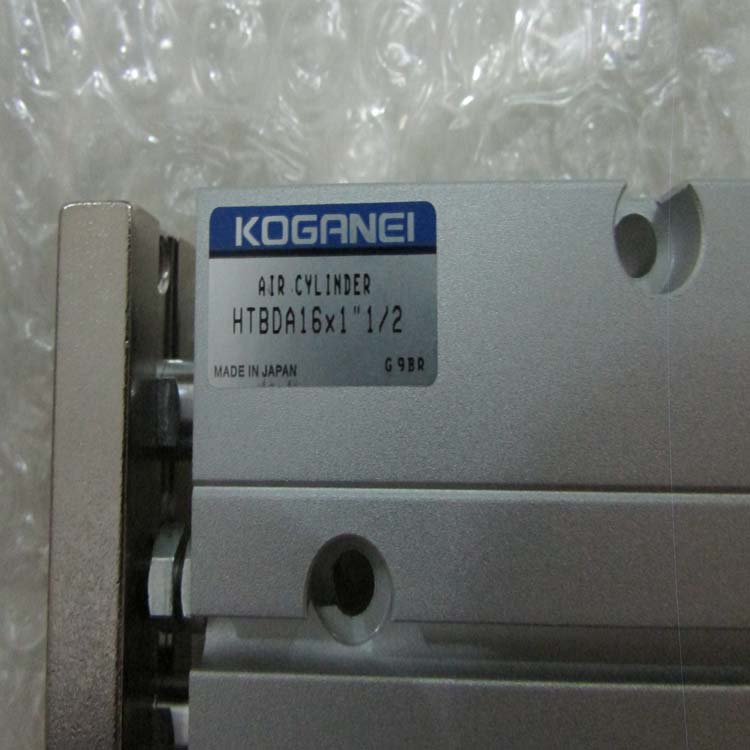 KOGANEI
AIR CYLINDER
HTBDA16x1"1/2
MADE IN JAPAN G9BR